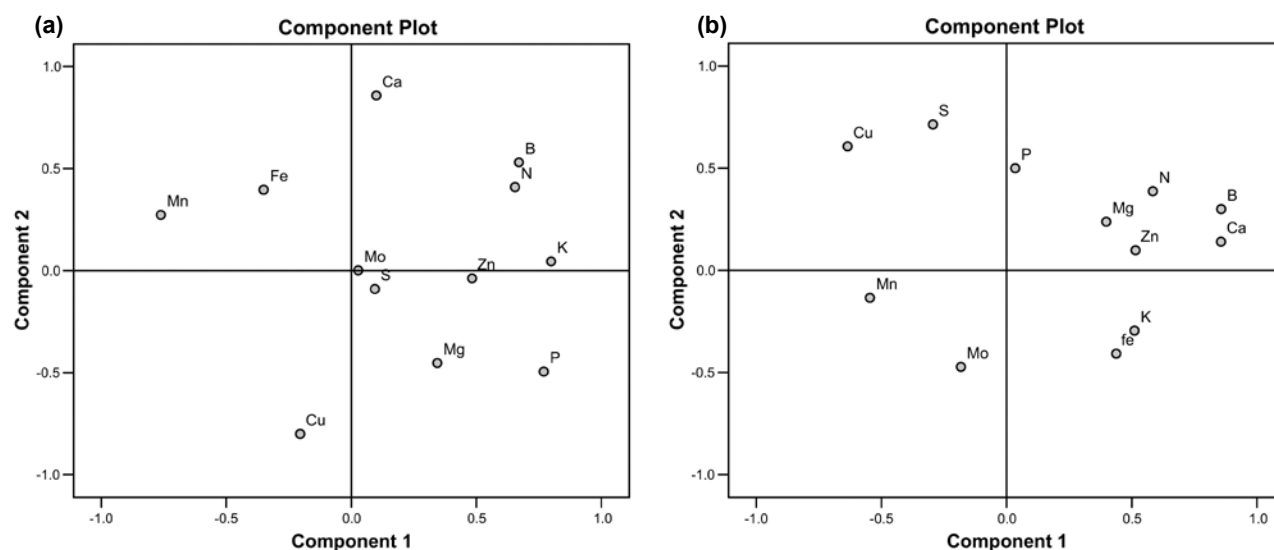 (a)
Component Plot
Component 2
1.0
0.5
0.0
-0.5
-1.0
Ca
B
N
Fe
Mn
Mo
K
S
Zn
Mg
P
Cu
-1.0 -0.5 0.0 0.5 1.0
Component 1
(b)
Component Plot
Component 2
1.0
0.5
0.0
-0.5
-1.0
S
Cu
P
N
B
Mg
Ca
Zn
Mn
K
fe
Mo
-1.0 -0.5 0.0 0.5 1.0
Component 1